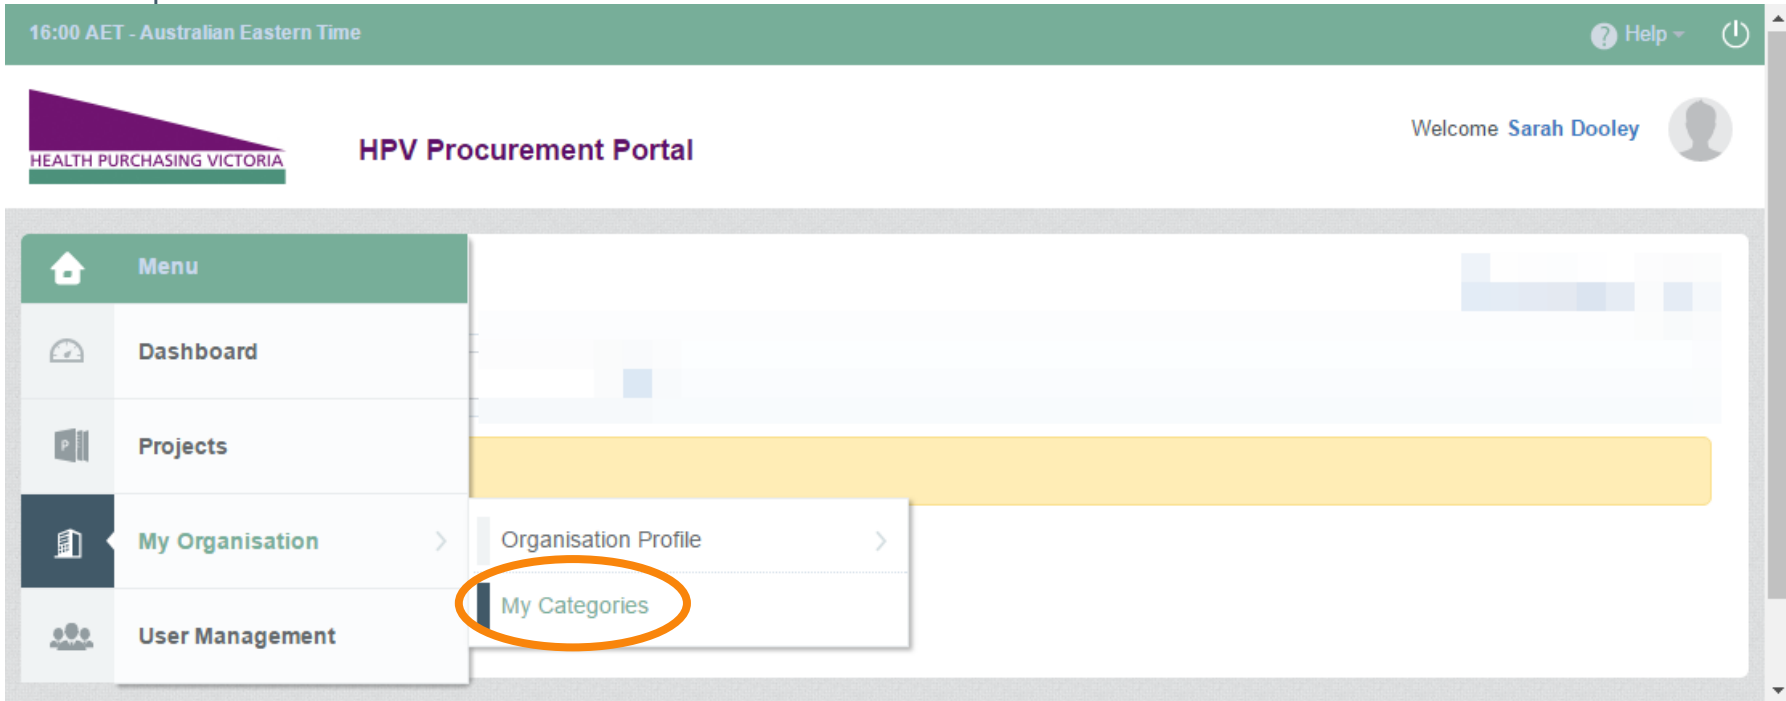 16:00 AET - Australian Eastern Time
Help
HEALTH PURCHASING VICTORIA
HPV Procurement Portal
Welcome Sarah Dooley
Menu
Dashboard
Projects
P
My Organisation
Organisation Profile
My Categories
User Management